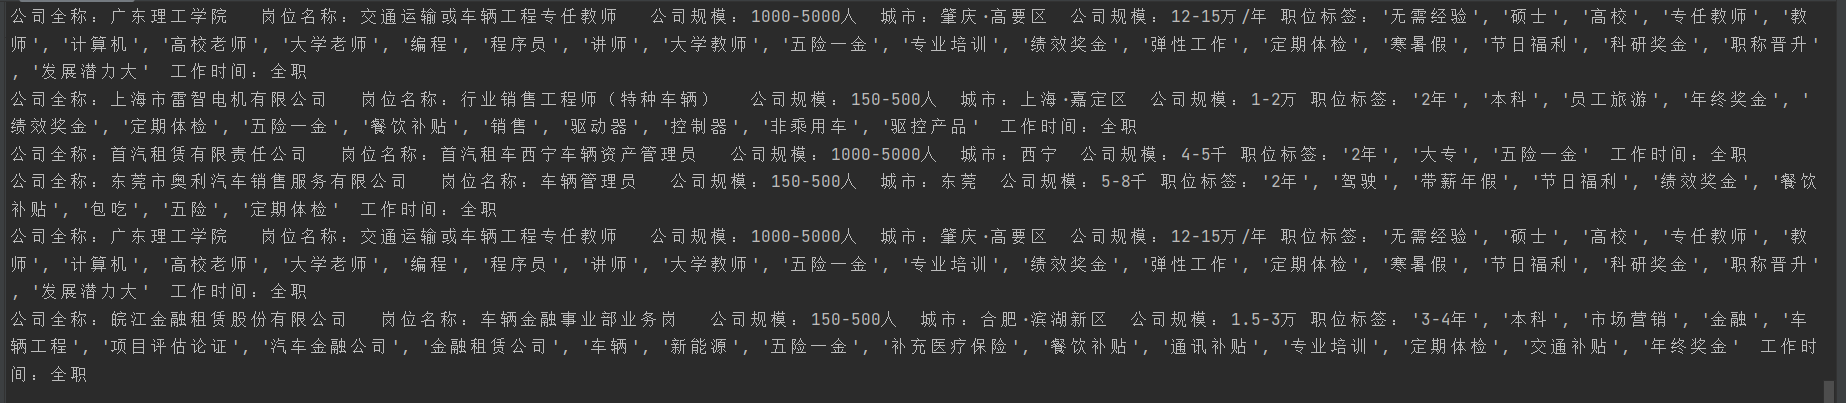 公司全称：广东理工学院   岗位名称：交通运输或车辆工程专任教师   公司规模：1000-5000人  城市：肇庆·高要区  公司规模：12-15万/年 职位标签：'无需经验', '硕士', '高校', '专任教师', '教
师', '计算机', '高校老师', '大学老师', '编程', '程序员', '讲师', '大学教师', '五险一金', '专业培训', '绩效奖金', '弹性工作', '定期体检', '寒暑假', '节日福利', '科研奖金', '职称晋升'
, '发展潜力大'  工作时间：全职
公司全称：上海市雷智电机有限公司   岗位名称：行业销售工程师（特种车辆）   公司规模：150-500人  城市：上海·嘉定区  公司规模：1-2万 职位标签：'2年', '本科', '员工旅游', '年终奖金', '
绩效奖金', '定期体检', '五险一金', '餐饮补贴', '销售', '驱动器', '控制器', '非乘用车', '驱控产品'  工作时间：全职
公司全称：首汽租赁有限责任公司   岗位名称：首汽租车西宁车辆资产管理员   公司规模：1000-5000人  城市：西宁  公司规模：4-5千 职位标签：'2年', '大专', '五险一金'  工作时间：全职
公司全称：东莞市奥利汽车销售服务有限公司   岗位名称：车辆管理员   公司规模：150-500人  城市：东莞  公司规模：5-8千 职位标签：'2年', '驾驶', '带薪年假', '节日福利', '绩效奖金', '餐饮
补贴', '包吃', '五险', '定期体检'  工作时间：全职
公司全称：广东理工学院   岗位名称：交通运输或车辆工程专任教师   公司规模：1000-5000人  城市：肇庆·高要区  公司规模：12-15万/年 职位标签：'无需经验', '硕士', '高校', '专任教师', '教
师', '计算机', '高校老师', '大学老师', '编程', '程序员', '讲师', '大学教师', '五险一金', '专业培训', '绩效奖金', '弹性工作', '定期体检', '寒暑假', '节日福利', '科研奖金', '职称晋升'
, '发展潜力大'  工作时间：全职
公司全称：皖江金融租赁股份有限公司   岗位名称：车辆金融事业部业务岗   公司规模：150-500人  城市：合肥·滨湖新区  公司规模：1.5-3万 职位标签：'3-4年', '本科', '市场营销', '金融', '车
辆工程', '项目评估论证', '汽车金融公司', '金融租赁公司', '车辆', '新能源', '五险一金', '补充医疗保险', '餐饮补贴', '通讯补贴', '专业培训', '定期体检', '交通补贴', '年终奖金'  工作时
间：全职